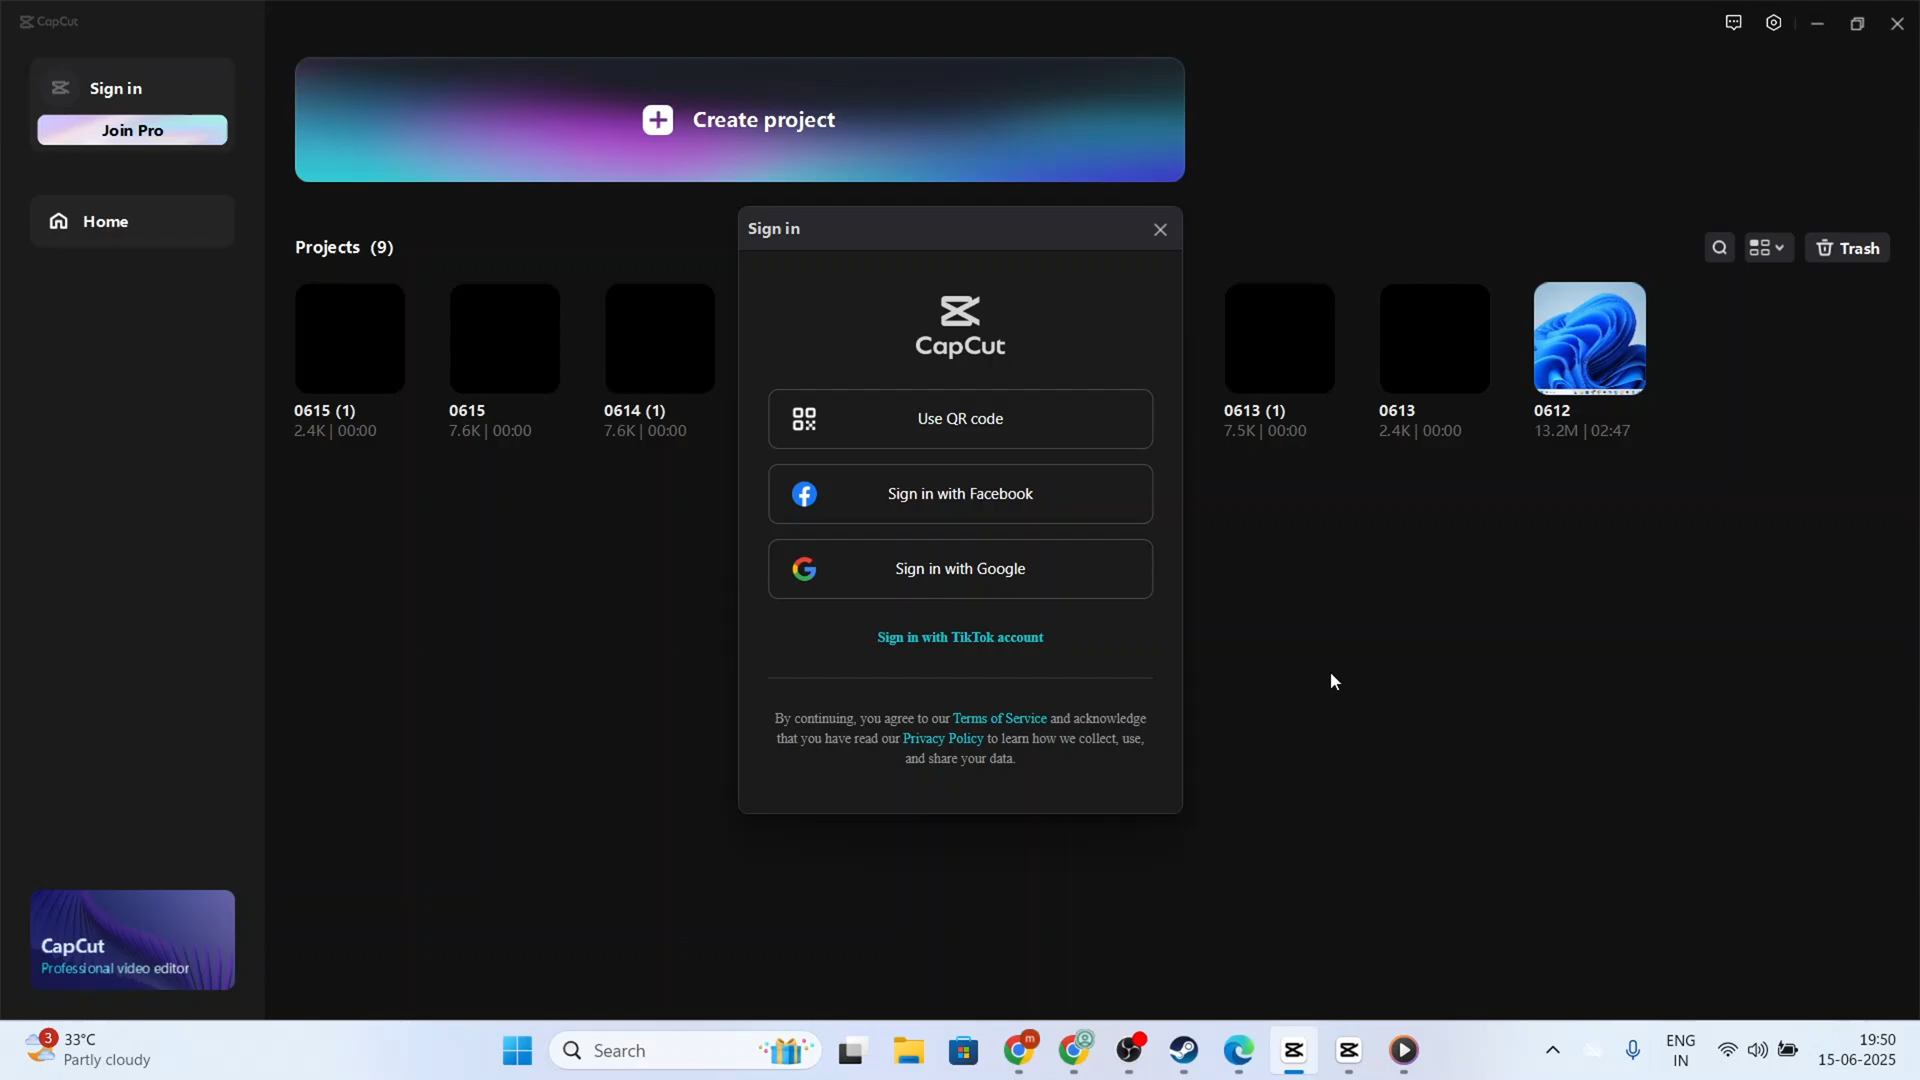 CapCut
Sign in
Join Pro
Home
Create project
Projects (9)
Trash
0615 (1)
2.4K | 00:00
0615
7.6K | 00:00
0614 (1)
7.6K | 00:00
0613 (1)
7.5K | 00:00
0613
2.4K | 00:00
0612
13.2M | 02:47
Sign in
CapCut
Use QR code
Sign in with Facebook
Sign in with Google
Sign in with TikTok account
By continuing, you agree to our Terms of Service and acknowledge
that you have read our Privacy Policy to learn how we collect, use,
and share your data.
CapCut
Professional video editor
3
33°C
Partly cloudy
Search
m
ENG
IN
19:50
15-06-2025